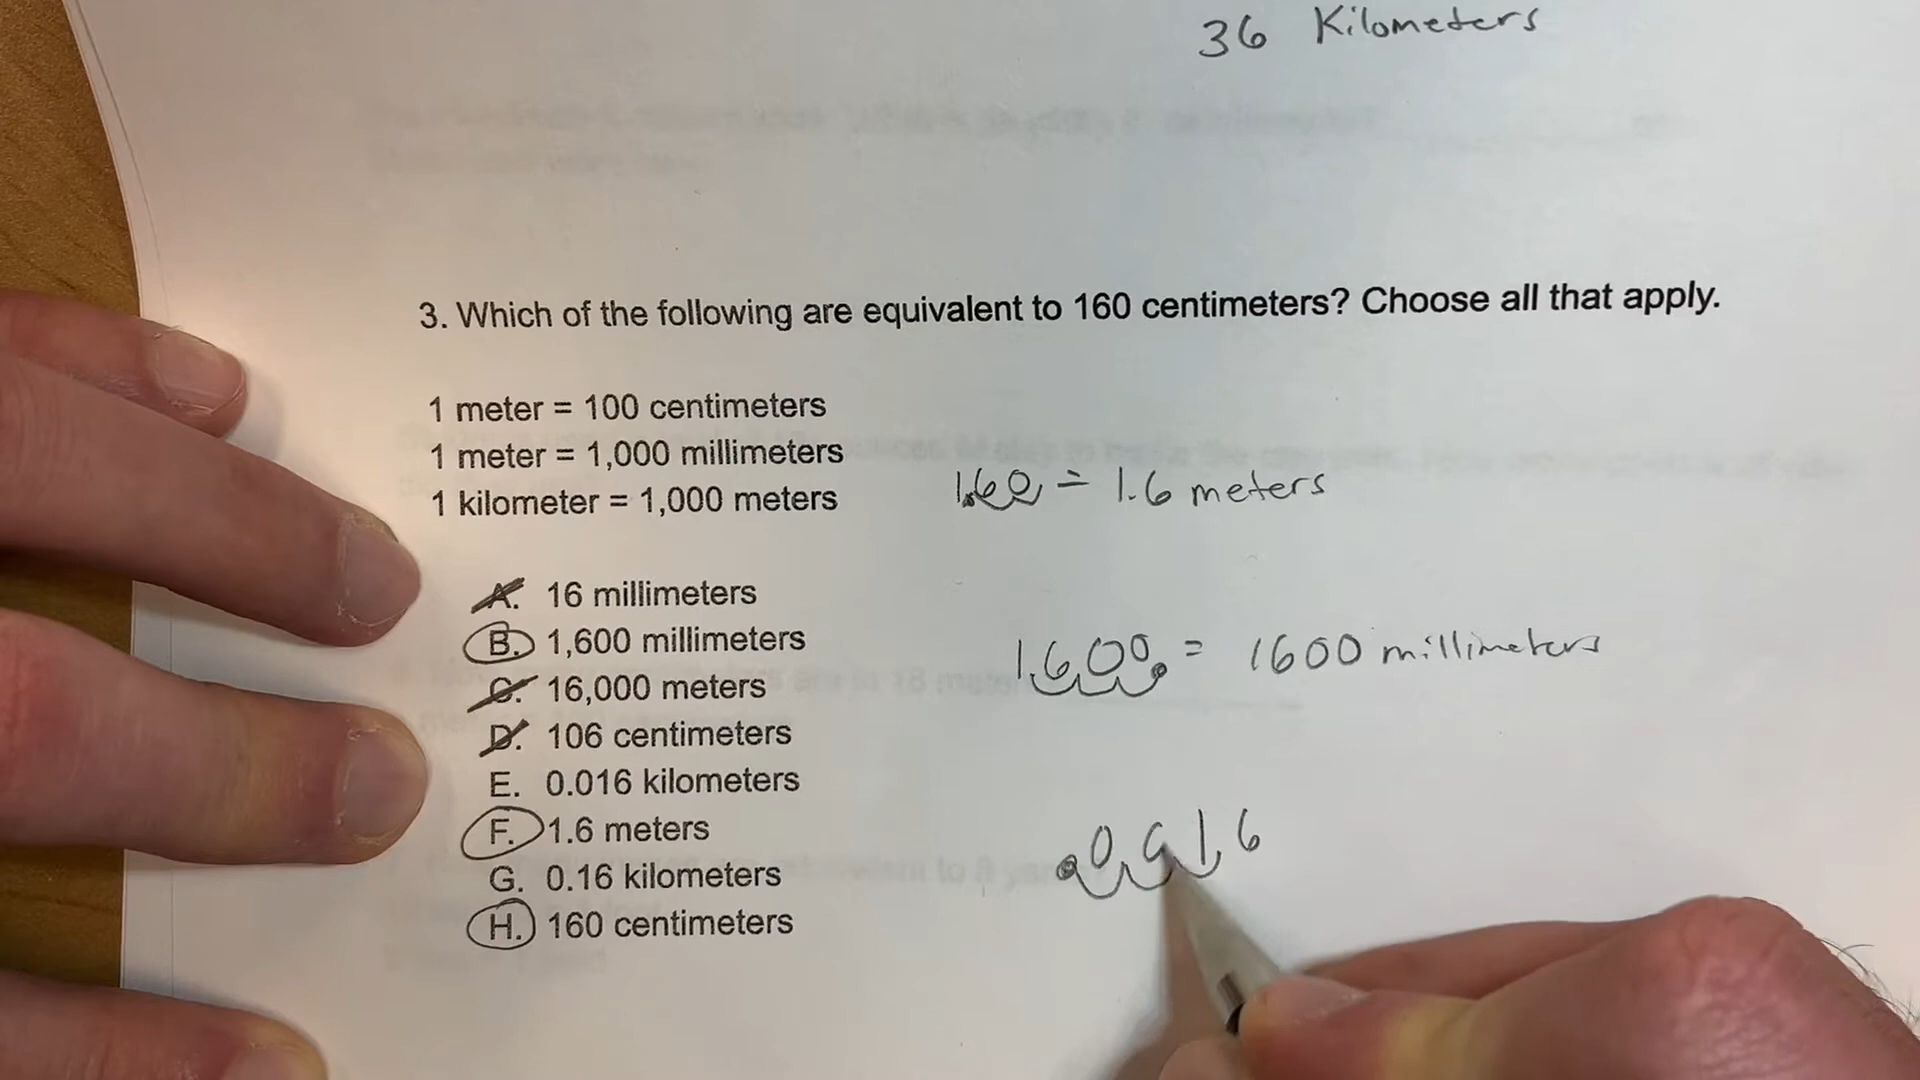 36 Kilometers
3. Which of the following are equivalent to 160 centimeters? Choose all that apply.
1 meter = 100 centimeters
1 meter = 1,000 millimeters
1 kilometer = 1,000 meters
1.60 = 1.6 meters
A. 16 millimeters
B. 1,600 millimeters
1.600. = 1600 millimeters
C. 16,000 meters
D. 106 centimeters
E. 0.016 kilometers
F. 1.6 meters
.001.6
G. 0.16 kilometers
H. 160 centimeters